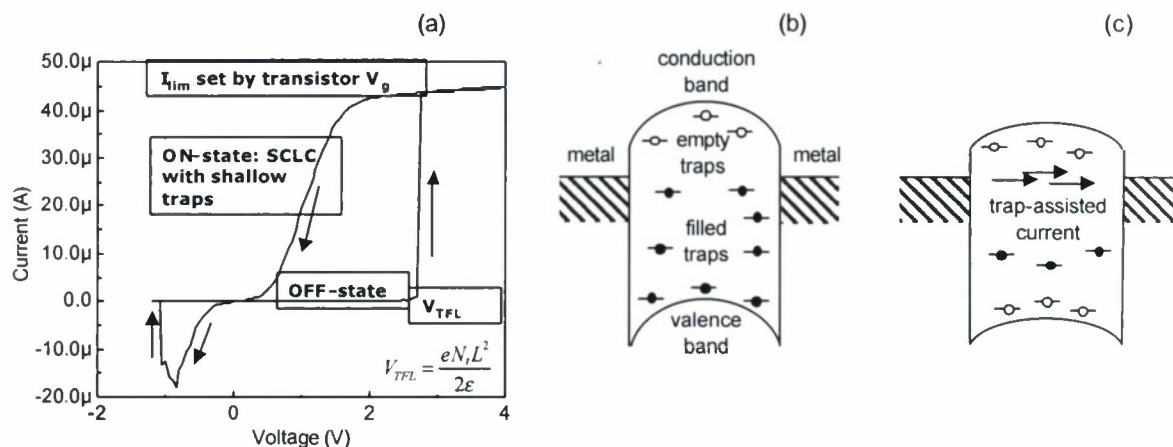 (a)
50.0µ
40.0µ
30.0µ
20.0µ
10.0µ
0.0
-10.0µ
-20.0µ
Current (A)
-2
0
2
4
Voltage (V)
I_lim set by transistor V_g
ON-state: SCLC
with shallow
traps
OFF-state
V_TFL
V_TFL = eN_tL²/2ε
(b)
conduction
band
empty
traps
metal
metal
filled
traps
valence
band
(c)
trap-assisted
current